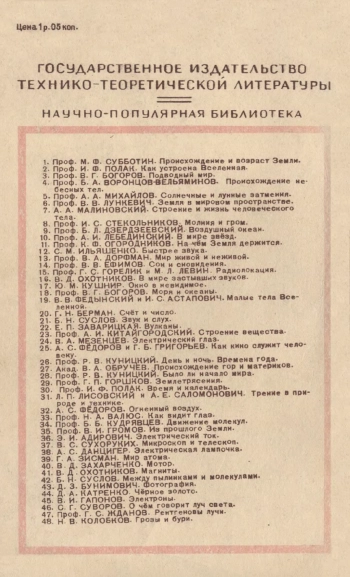 Цена 1 р. 05 коп.
ГОСУДАРСТВЕННОЕ ИЗДАТЕЛЬСТВО
ТЕХНИКО-ТЕОРЕТИЧЕСКОЙ ЛИТЕРАТУРЫ
НАУЧНО-ПОПУЛЯРНАЯ БИБЛИОТЕКА
1. Проф. М. Ф. СУББОТИН. Происхождение и возраст Земли.
2. Проф. И. Ф. ПОЛАК. Как устроена Вселенная.
3. Проф. В. Г. БОГОРОВ. Подводный мир.
4. Проф. Б. А. ВОРОНЦОВ-ВЕЛЬЯМИНОВ. Происхождение не-
бесных тел.
5. Проф. А. А. МИХАЙЛОВ. Солнечные и лунные затмения.
6. Проф. В. В. ЛУНКЕВИЧ. Земля в мировом пространстве.
7. А. А. МАЛИНОВСКИЙ. Строение и жизнь человеческого
тела.
8. Проф. И. С. СТЕКОЛЬНИКОВ. Молния и гром.
9. Проф. Б. Л. ДЗЕРДЗЕЕВСКИЙ. Воздушный океан.
10. Проф. А. И. ЛЕБЕДИНСКИЙ. В мире звёзд.
11. Проф. К. Ф. ОГОРОДНИКОВ. На чём Земля держится.
12. С. М. ИЛЬЯШЕНКО. Быстрее звука.
13. Проф. В. А. ДОРФМАН. Мир живой и неживой.
14. Проф. В. В. ЕФИМОВ. Сон и сновидения.
15. Проф. Г. С. ГОРЕЛИК и М. Л. ЛЕВИН. Радиолокация.
16. В. Д. ОХОТНИКОВ. В мире застывших звуков.
17. Ю. М. КУШНИР. Окно в невидимое.
18. Проф. В. Г. БОГОРОВ. Моря и океаны.
19. В. В. ФЕДЫНСКИЙ и И. С. АСТАПОВИЧ. Малые тела Все-
ленной.
20. Г. Н. БЕРМАН. Счёт и число.
21. Б. Н. СУСЛОВ. Звук и слух.
22. Е. П. ЗАВАРИЦКАЯ. Вулканы.
23. Проф. А. И. КИТАЙГОРОДСКИЙ. Строение вещества.
24. В. А. МЕЗЕНЦЕВ. Электрический глаз.
25. А. С. ФЁДОРОВ и Г. Б. ГРИГОРЬЕВ. Как кино служит чело-
веку.
26. Проф. Р. В. КУНИЦКИЙ. День и ночь. Времена года.
27. Акад. В. А. ОБРУЧЕВ. Происхождение гор и материков.
28. Проф. Р. В. КУНИЦКИЙ. Было ли начало мира.
29. Проф. Г. П. ГОРШКОВ. Землетрясения.
30. Проф. И. Ф. ПОЛАК. Время и календарь.
31. Л. П. ЛИСОВСКИЙ и А. Е. САЛОМОНОВИЧ. Трение в при-
роде и технике.
32. А. С. ФЁДОРОВ. Огненный воздух.
33. Проф. Н. А. ВАЛЮС. Как видит глаз.
34. Проф. Б. Б. КУДРЯВЦЕВ. Движение молекул.
35. Проф. В. И. ГРОМОВ. Из прошлого Земли.
36. Э. И. АДИРОВИЧ. Электрический ток.
37. В. С. СУХОРУКИХ. Микроскоп и телескоп.
38. А. С. ДАНЦИГЕР. Электрическая лампочка.
39. Г. А. ЗИСМАН. Мир атома.
40. В. Д. ЗАХАРЧЕНКО. Мотор.
41. В. Д. ОХОТНИКОВ. Магниты.
42. Б. Н. СУСЛОВ. Между пылинками и молекулами.
43. Д. З. БУНИМОВИЧ. Фотография.
44. Д. А. КАТРЕНКО. Чёрное золото.
45. В. И. ГАПОНОВ. Электроны.
46. С. Г. СУВОРОВ. О чём говорит луч света.
47. Проф. Г. С. ЖДАНОВ. Рентгеновы лучи.
48. Н. В. КОЛОБКОВ. Грозы и бури.